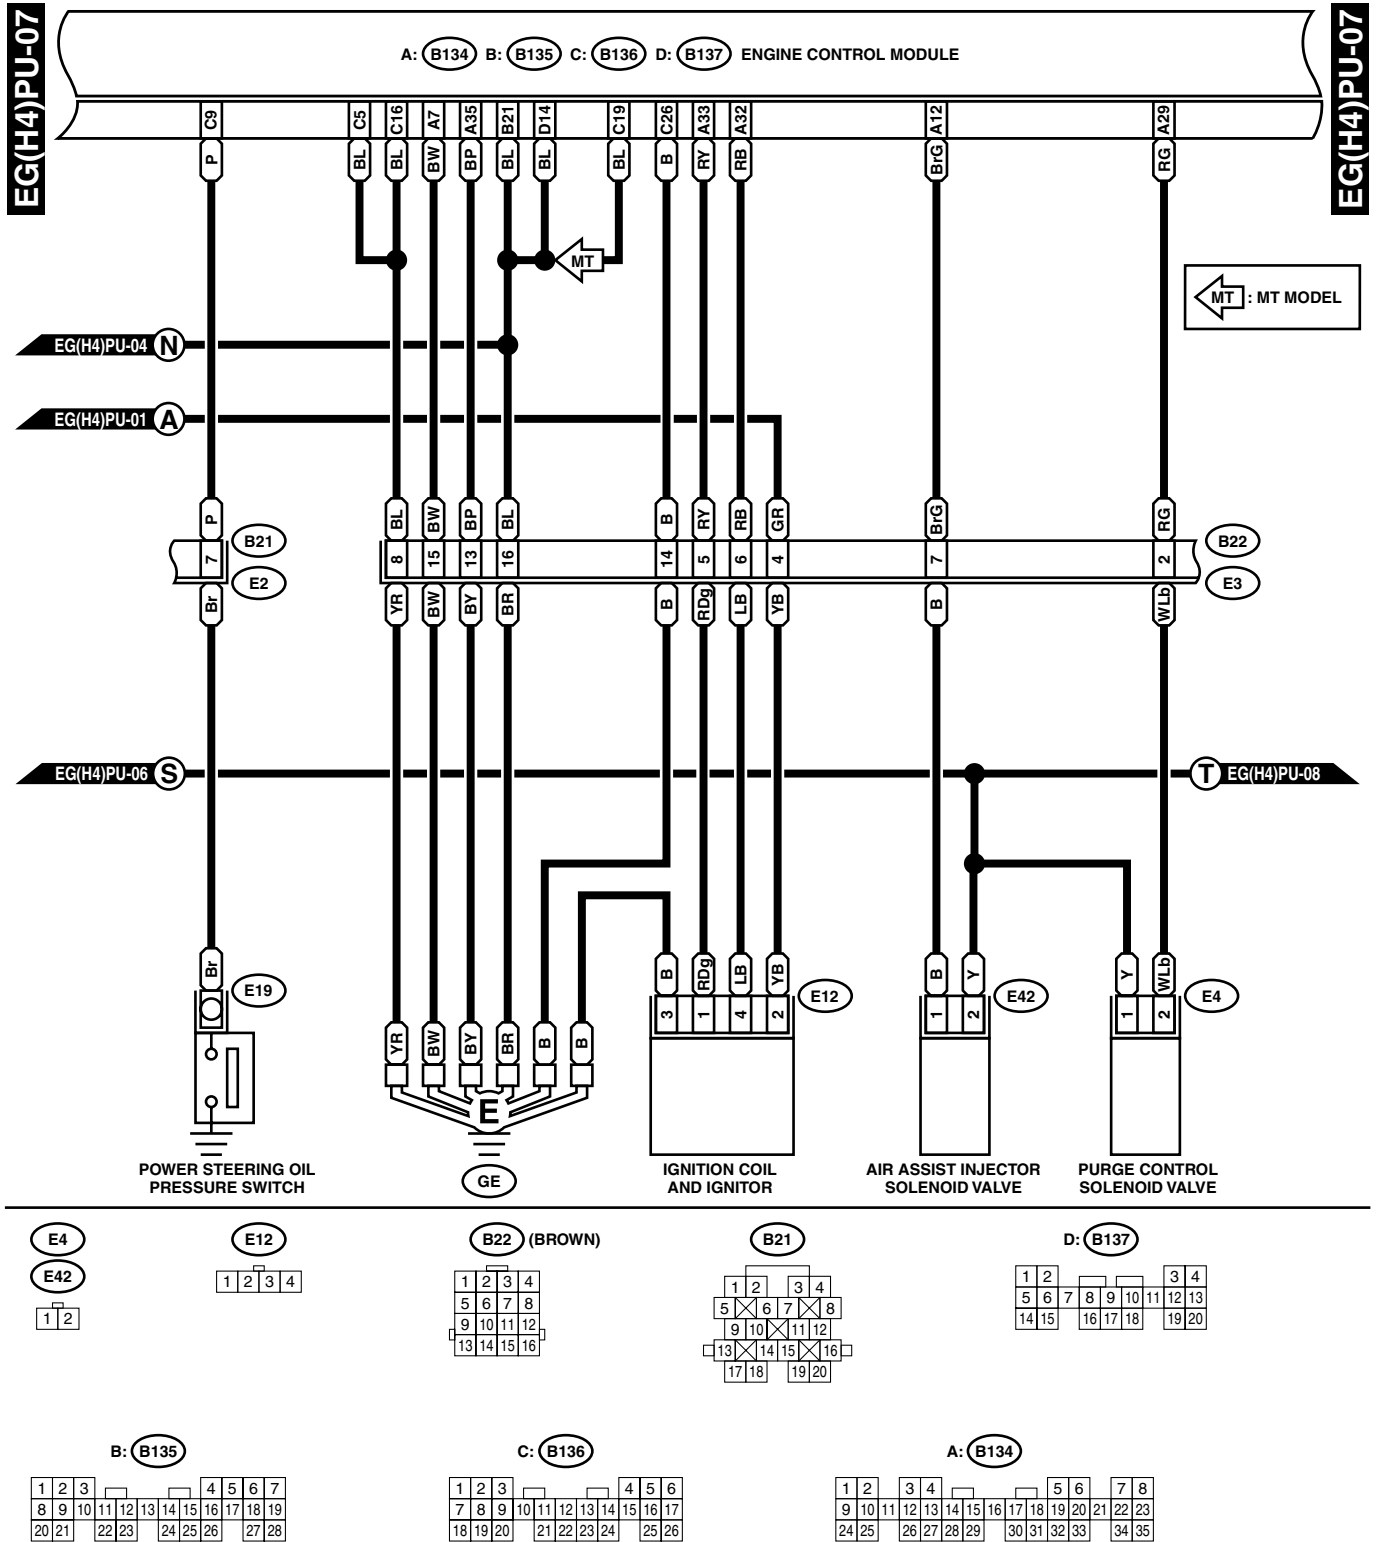 EG(H4)PU-07
EG(H4)PU-07
A: B134 B: B135 C: B136 D: B137 ENGINE CONTROL MODULE
C9 C5 C16 A7 A35 B21 D14 C19 C26 A33 A32 A12 A29
P BL BL BW BP BL BL BL B RY RB BrG RG
MT
MT : MT MODEL
EG(H4)PU-04 N
EG(H4)PU-01 A
P BL BW BP BL B RY RB GR BrG RG
B21 B22
7 8 15 13 16 14 5 6 4 7 2
E2 E3
Br YR BW BY BR B RDg LB YB B WLb
EG(H4)PU-06 S T EG(H4)PU-08
Br B RDg LB YB B Y Y WLb
E19 E12 E42 E4
3 1 4 2 1 2 1 2
YR BW BY BR B B
E
GE
POWER STEERING OIL
PRESSURE SWITCH
IGNITION COIL
AND IGNITOR
AIR ASSIST INJECTOR
SOLENOID VALVE
PURGE CONTROL
SOLENOID VALVE
E4
E42
1 2
E12
1 2 3 4
B22 (BROWN)
1 2 3 4
5 6 7 8
9 10 11 12
13 14 15 16
B21
1 2 3 4
5 6 7 8
9 10 11 12
13 14 15 16
17 18 19 20
D: B137
1 2 3 4
5 6 7 8 9 10 11 12 13
14 15 16 17 18 19 20
B: B135
1 2 3 4 5 6 7
8 9 10 11 12 13 14 15 16 17 18 19
20 21 22 23 24 25 26 27 28
C: B136
1 2 3 4 5 6
7 8 9 10 11 12 13 14 15 16 17
18 19 20 21 22 23 24 25 26
A: B134
1 2 3 4 5 6 7 8
9 10 11 12 13 14 15 16 17 18 19 20 21 22 23
24 25 26 27 28 29 30 31 32 33 34 35